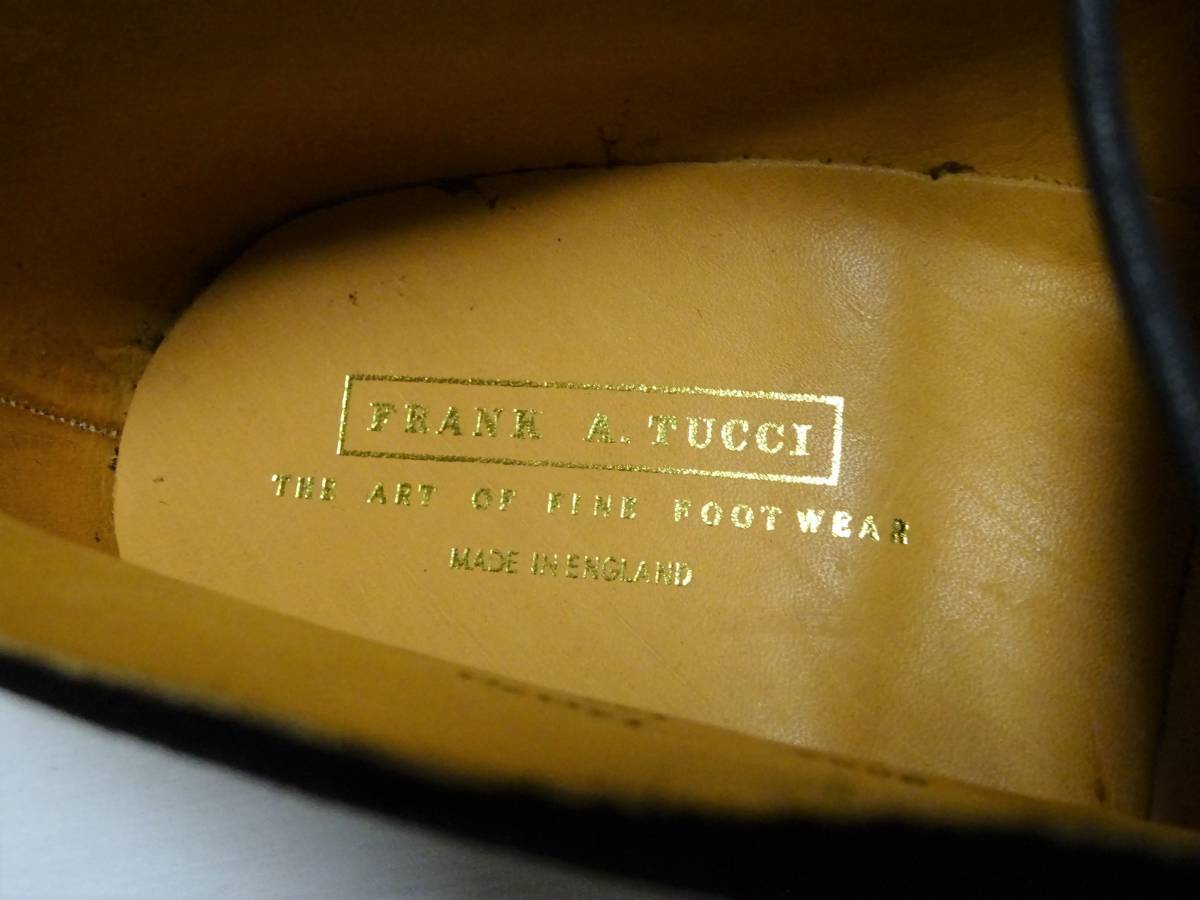 FRANK A. TUCCI
THE ART OF FINE FOOTWEAR
MADE IN ENGLAND